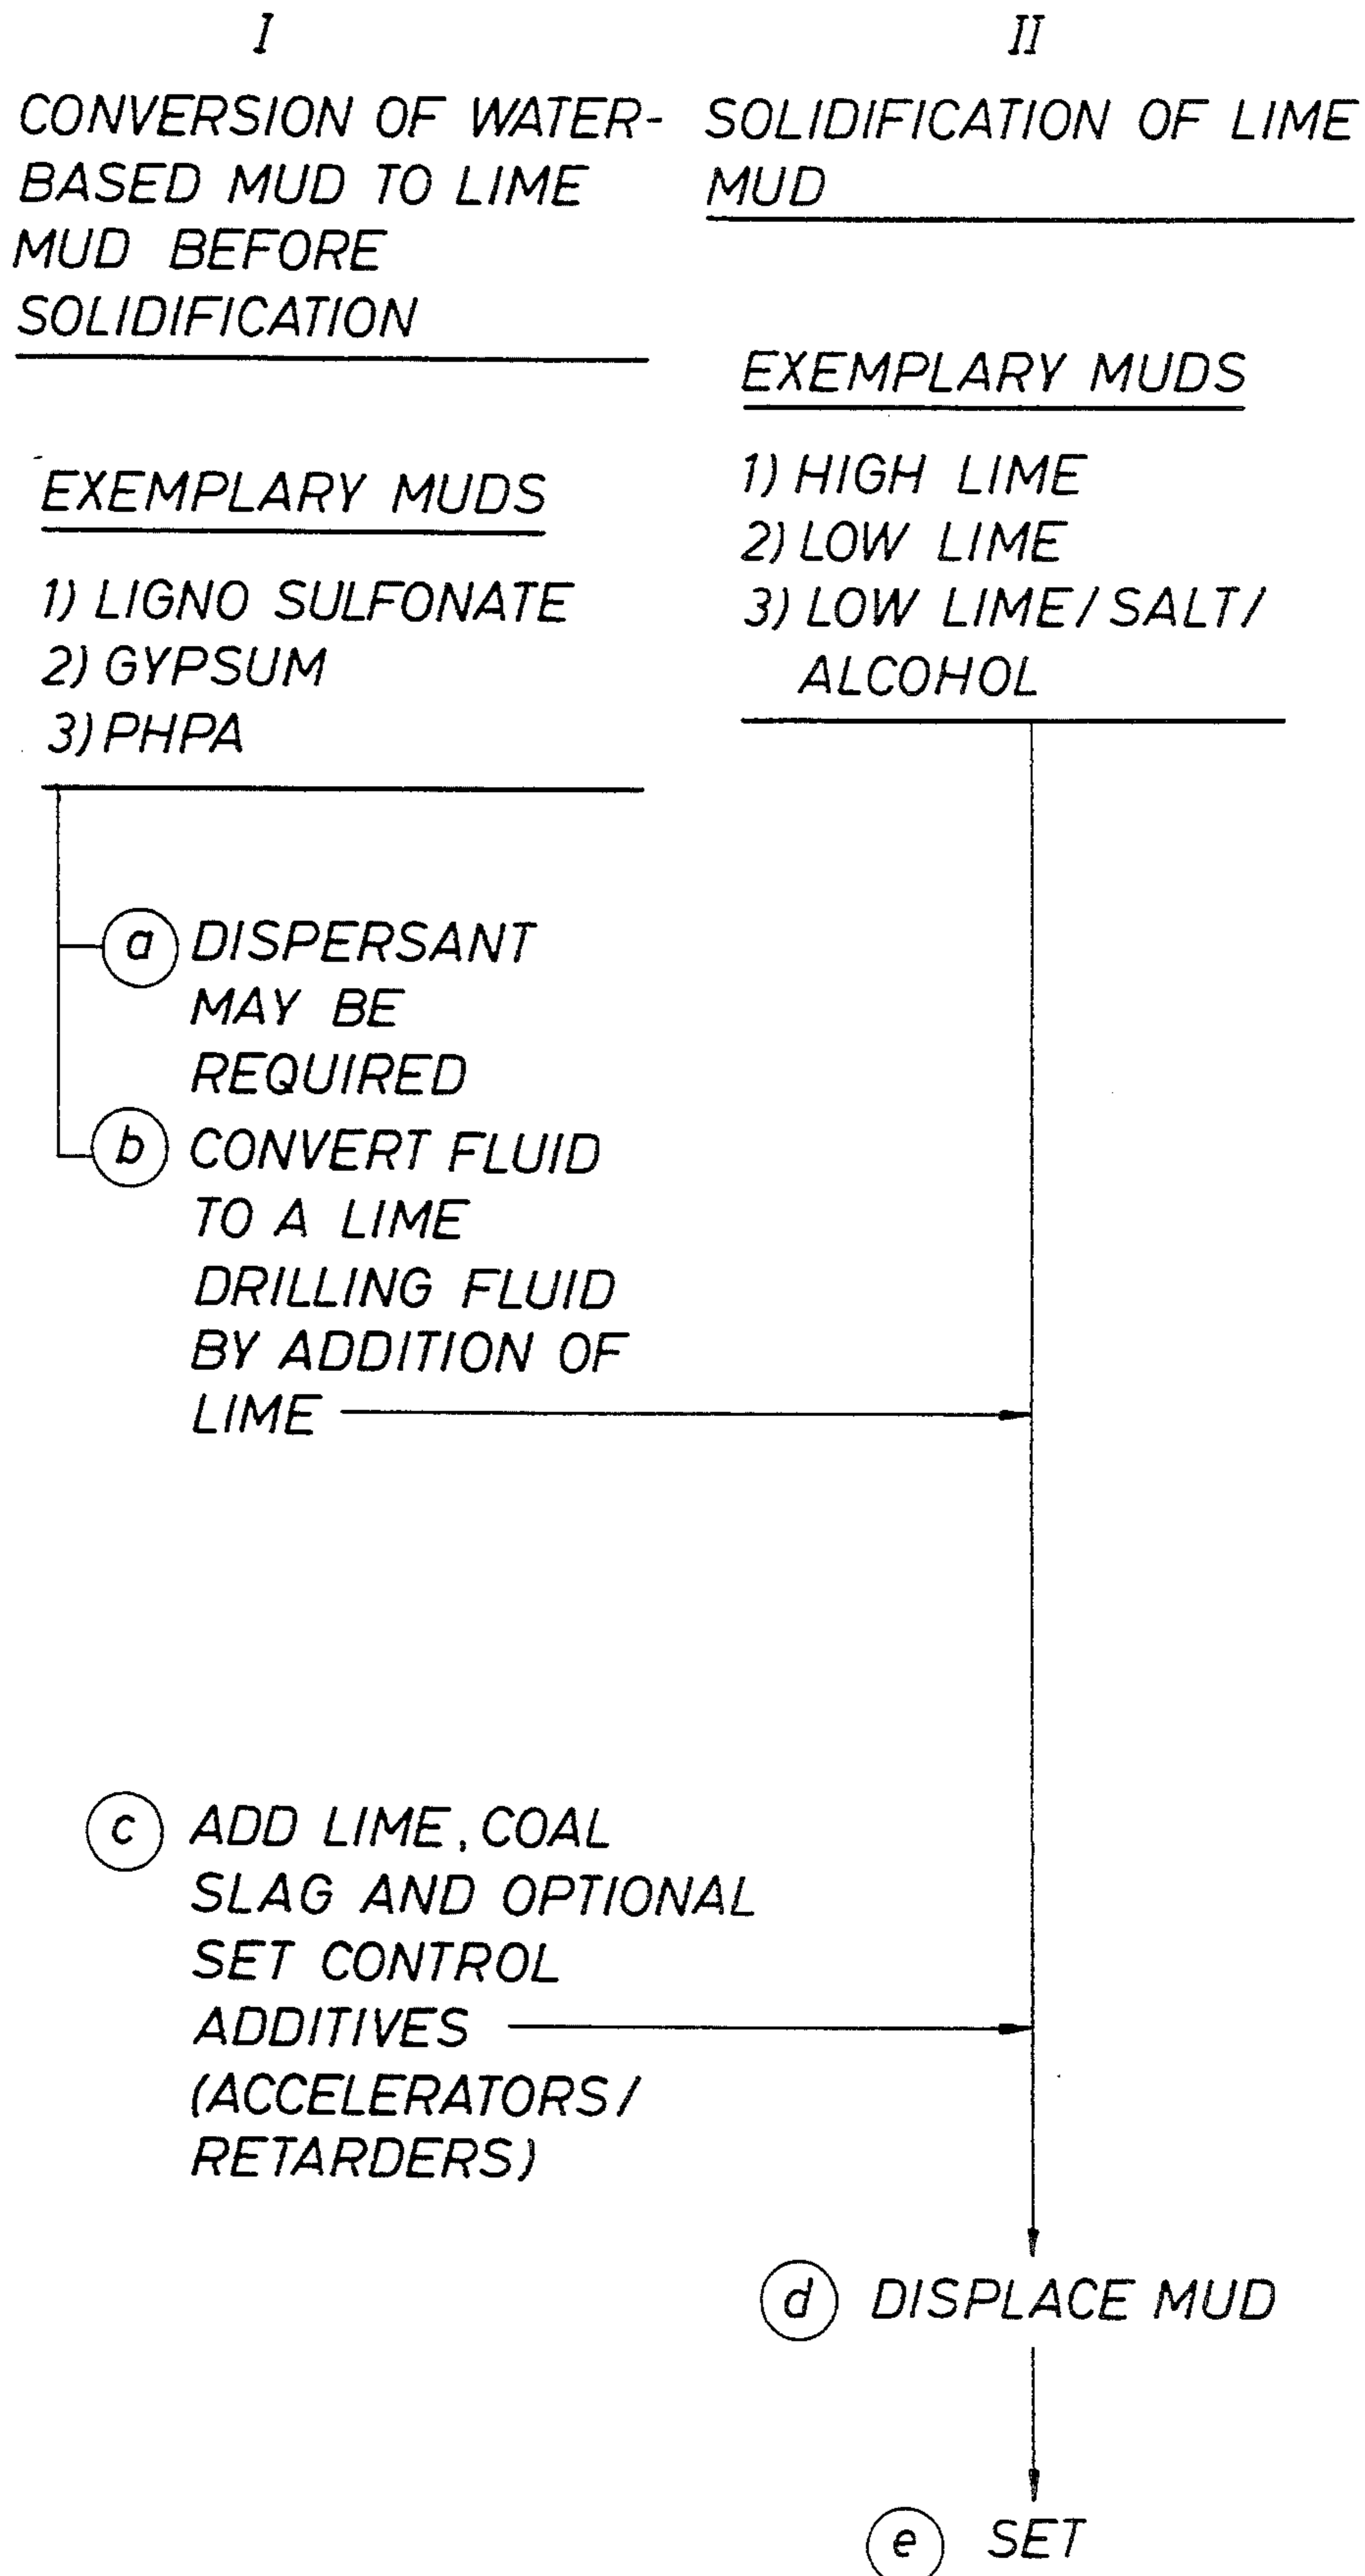 I
CONVERSION OF WATER-
BASED MUD TO LIME
MUD BEFORE
SOLIDIFICATION
EXEMPLARY MUDS
1) LIGNO SULFONATE
2) GYPSUM
3) PHPA
a DISPERSANT
MAY BE
REQUIRED
b CONVERT FLUID
TO A LIME
DRILLING FLUID
BY ADDITION OF
LIME
II
SOLIDIFICATION OF LIME
MUD
EXEMPLARY MUDS
1) HIGH LIME
2) LOW LIME
3) LOW LIME/SALT/
ALCOHOL
c ADD LIME, COAL
SLAG AND OPTIONAL
SET CONTROL
ADDITIVES
(ACCELERATORS/
RETARDERS)
d DISPLACE MUD
e SET